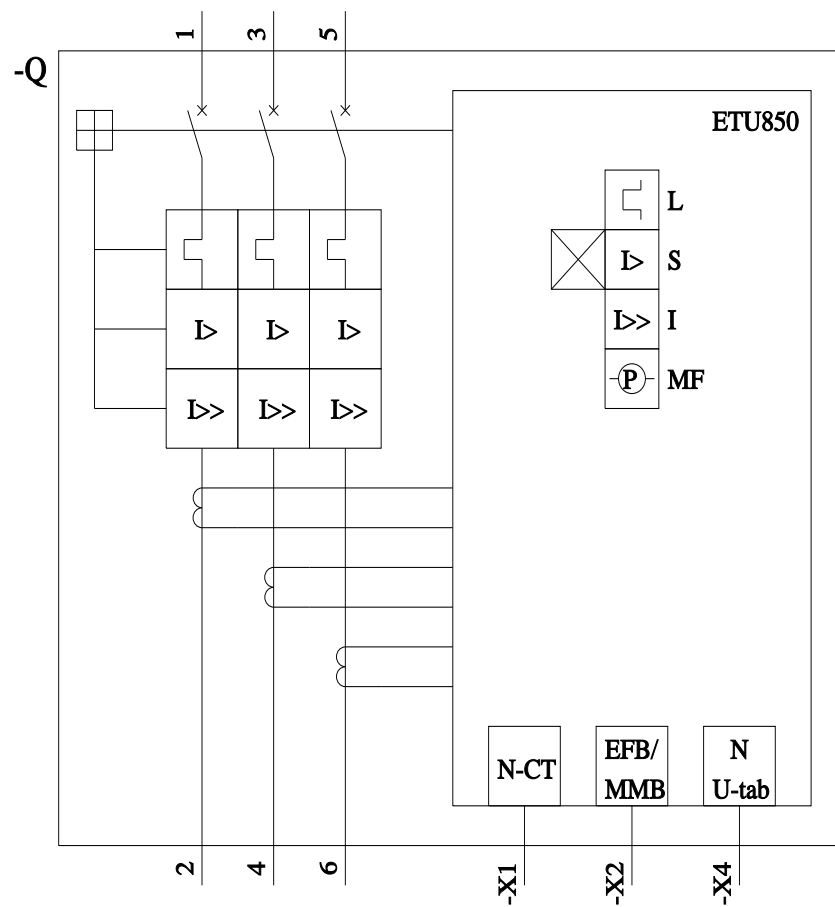 1
3
5
-Q
ETU850
L
I>
S
I>>
I
P
MF
I>
I>
I>
I>>
I>>
I>>
N-CT
EFB/
MMB
N
U-tab
2
4
6
-X1
-X2
-X4